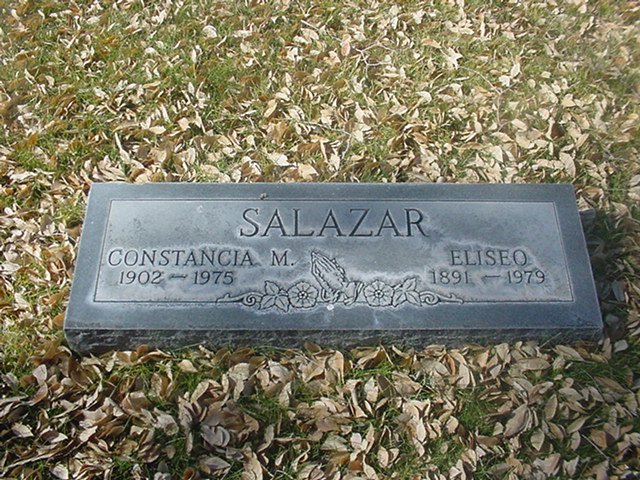 SALAZAR
CONSTANCIA M. ELISEO
1902 — 1975 1891 — 1979